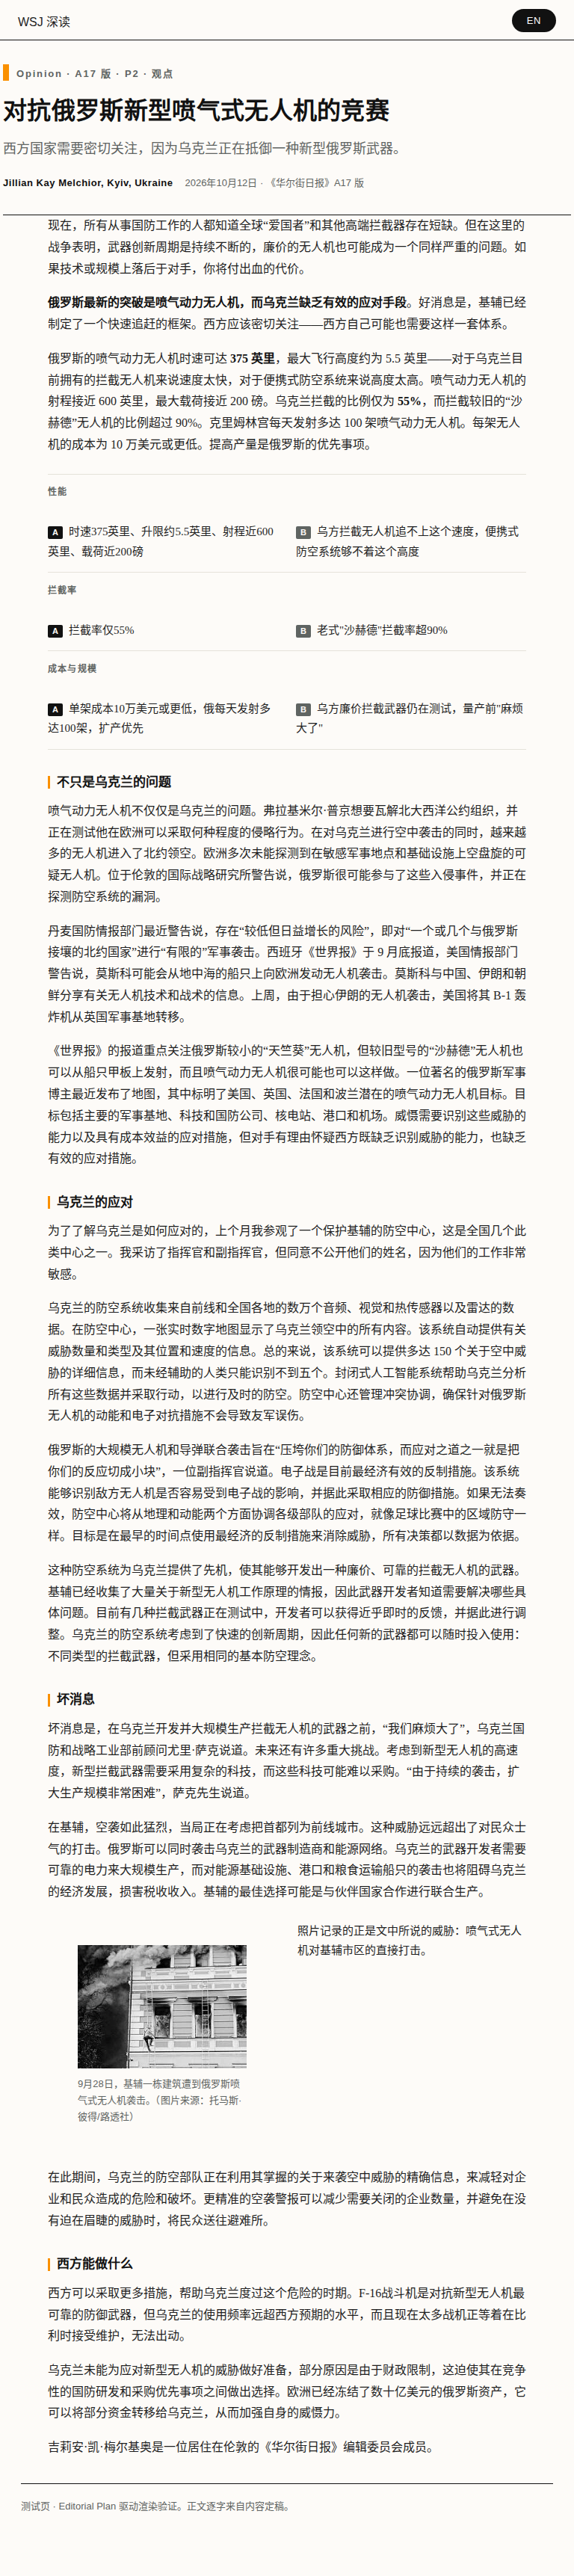 WSJ 深读
EN
Opinion · A17 版 · P2 · 观点
对抗俄罗斯新型喷气式无人机的竞赛
西方国家需要密切关注，因为乌克兰正在抵御一种新型俄罗斯武器。
Jillian Kay Melchior, Kyiv, Ukraine 2026年10月12日 · 《华尔街日报》A17 版
现在，所有从事国防工作的人都知道全球“爱国者”和其他高端拦截器存在短缺。但在这里的
战争表明，武器创新周期是持续不断的，廉价的无人机也可能成为一个同样严重的问题。如
果技术或规模上落后于对手，你将付出血的代价。
俄罗斯最新的突破是喷气动力无人机，而乌克兰缺乏有效的应对手段。好消息是，基辅已经
制定了一个快速追赶的框架。西方应该密切关注——西方自己可能也需要这样一套体系。
俄罗斯的喷气动力无人机时速可达 375 英里，最大飞行高度约为 5.5 英里——对于乌克兰目
前拥有的拦截无人机来说速度太快，对于便携式防空系统来说高度太高。喷气动力无人机的
射程接近 600 英里，最大载荷接近 200 磅。乌克兰拦截的比例仅为 55%，而拦截较旧的“沙
赫德”无人机的比例超过 90%。克里姆林宫每天发射多达 100 架喷气动力无人机。每架无人
机的成本为 10 万美元或更低。提高产量是俄罗斯的优先事项。
性能
A 时速375英里、升限约5.5英里、射程近600
英里、载荷近200磅
B 乌方拦截无人机追不上这个速度，便携式
防空系统够不着这个高度
拦截率
A 拦截率仅55%
B 老式"沙赫德"拦截率超90%
成本与规模
A 单架成本10万美元或更低，俄每天发射多
达100架，扩产优先
B 乌方廉价拦截武器仍在测试，量产前"麻烦
大了"
不只是乌克兰的问题
喷气动力无人机不仅仅是乌克兰的问题。弗拉基米尔·普京想要瓦解北大西洋公约组织，并
正在测试他在欧洲可以采取何种程度的侵略行为。在对乌克兰进行空中袭击的同时，越来越
多的无人机进入了北约领空。欧洲多次未能探测到在敏感军事地点和基础设施上空盘旋的可
疑无人机。位于伦敦的国际战略研究所警告说，俄罗斯很可能参与了这些入侵事件，并正在
探测防空系统的漏洞。
丹麦国防情报部门最近警告说，存在“较低但日益增长的风险”，即对“一个或几个与俄罗斯
接壤的北约国家”进行“有限的”军事袭击。西班牙《世界报》于 9 月底报道，美国情报部门
警告说，莫斯科可能会从地中海的船只上向欧洲发动无人机袭击。莫斯科与中国、伊朗和朝
鲜分享有关无人机技术和战术的信息。上周，由于担心伊朗的无人机袭击，美国将其 B-1 轰
炸机从英国军事基地转移。
《世界报》的报道重点关注俄罗斯较小的“天竺葵”无人机，但较旧型号的“沙赫德”无人机也
可以从船只甲板上发射，而且喷气动力无人机很可能也可以这样做。一位著名的俄罗斯军事
博主最近发布了地图，其中标明了美国、英国、法国和波兰潜在的喷气动力无人机目标。目
标包括主要的军事基地、科技和国防公司、核电站、港口和机场。威慑需要识别这些威胁的
能力以及具有成本效益的应对措施，但对手有理由怀疑西方既缺乏识别威胁的能力，也缺乏
有效的应对措施。
乌克兰的应对
为了了解乌克兰是如何应对的，上个月我参观了一个保护基辅的防空中心，这是全国几个此
类中心之一。我采访了指挥官和副指挥官，但同意不公开他们的姓名，因为他们的工作非常
敏感。
乌克兰的防空系统收集来自前线和全国各地的数万个音频、视觉和热传感器以及雷达的数
据。在防空中心，一张实时数字地图显示了乌克兰领空中的所有内容。该系统自动提供有关
威胁数量和类型及其位置和速度的信息。总的来说，该系统可以提供多达 150 个关于空中威
胁的详细信息，而未经辅助的人类只能识别不到五个。封闭式人工智能系统帮助乌克兰分析
所有这些数据并采取行动，以进行及时的防空。防空中心还管理冲突协调，确保针对俄罗斯
无人机的动能和电子对抗措施不会导致友军误伤。
俄罗斯的大规模无人机和导弹联合袭击旨在“压垮你们的防御体系，而应对之道之一就是把
你们的反应切成小块”，一位副指挥官说道。电子战是目前最经济有效的反制措施。该系统
能够识别敌方无人机是否容易受到电子战的影响，并据此采取相应的防御措施。如果无法奏
效，防空中心将从地理和动能两个方面协调各级部队的应对，就像足球比赛中的区域防守一
样。目标是在最早的时间点使用最经济的反制措施来消除威胁，所有决策都以数据为依据。
这种防空系统为乌克兰提供了先机，使其能够开发出一种廉价、可靠的拦截无人机的武器。
基辅已经收集了大量关于新型无人机工作原理的情报，因此武器开发者知道需要解决哪些具
体问题。目前有几种拦截武器正在测试中，开发者可以获得近乎即时的反馈，并据此进行调
整。乌克兰的防空系统考虑到了快速的创新周期，因此任何新的武器都可以随时投入使用：
不同类型的拦截武器，但采用相同的基本防空理念。
坏消息
坏消息是，在乌克兰开发并大规模生产拦截无人机的武器之前，“我们麻烦大了”，乌克兰国
防和战略工业部前顾问尤里·萨克说道。未来还有许多重大挑战。考虑到新型无人机的高速
度，新型拦截武器需要采用复杂的科技，而这些科技可能难以采购。“由于持续的袭击，扩
大生产规模非常困难”，萨克先生说道。
在基辅，空袭如此猛烈，当局正在考虑把首都列为前线城市。这种威胁远远超出了对民众士
气的打击。俄罗斯可以同时袭击乌克兰的武器制造商和能源网络。乌克兰的武器开发者需要
可靠的电力来大规模生产，而对能源基础设施、港口和粮食运输船只的袭击也将阻碍乌克兰
的经济发展，损害税收收入。基辅的最佳选择可能是与伙伴国家合作进行联合生产。
照片记录的正是文中所说的威胁：喷气式无人
机对基辅市区的直接打击。
9月28日，基辅一栋建筑遭到俄罗斯喷
气式无人机袭击。（图片来源：托马斯·
彼得/路透社）
在此期间，乌克兰的防空部队正在利用其掌握的关于来袭空中威胁的精确信息，来减轻对企
业和民众造成的危险和破坏。更精准的空袭警报可以减少需要关闭的企业数量，并避免在没
有迫在眉睫的威胁时，将民众送往避难所。
西方能做什么
西方可以采取更多措施，帮助乌克兰度过这个危险的时期。F-16战斗机是对抗新型无人机最
可靠的防御武器，但乌克兰的使用频率远超西方预期的水平，而且现在太多战机正等着在比
利时接受维护，无法出动。
乌克兰未能为应对新型无人机的威胁做好准备，部分原因是由于财政限制，这迫使其在竞争
性的国防研发和采购优先事项之间做出选择。欧洲已经冻结了数十亿美元的俄罗斯资产，它
可以将部分资金转移给乌克兰，从而加强自身的威慑力。
吉莉安·凯·梅尔基奥是一位居住在伦敦的《华尔街日报》编辑委员会成员。
测试页 · Editorial Plan 驱动渲染验证。正文逐字来自内容定稿。